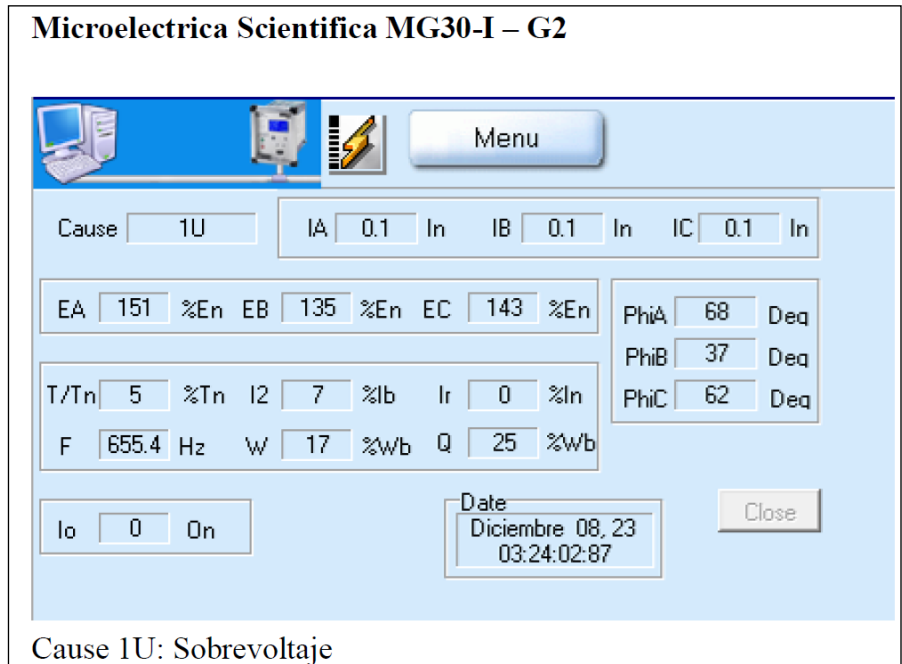 Microelectrica Scientifica MG30-I – G2
Menu
Cause 1U IA 0.1 In IB 0.1 In IC 0.1 In
EA 151 %En EB 135 %En EC 143 %En
PhiA 68 Deg
PhiB 37 Deg
PhiC 62 Deg
T/Tn 5 %Tn I2 7 %Ib Ir 0 %In
F 655.4 Hz W 17 %Wb Q 25 %Wb
Io 0 On
Date
Diciembre 08, 23
03:24:02:87
Close
Cause 1U: Sobrevoltaje